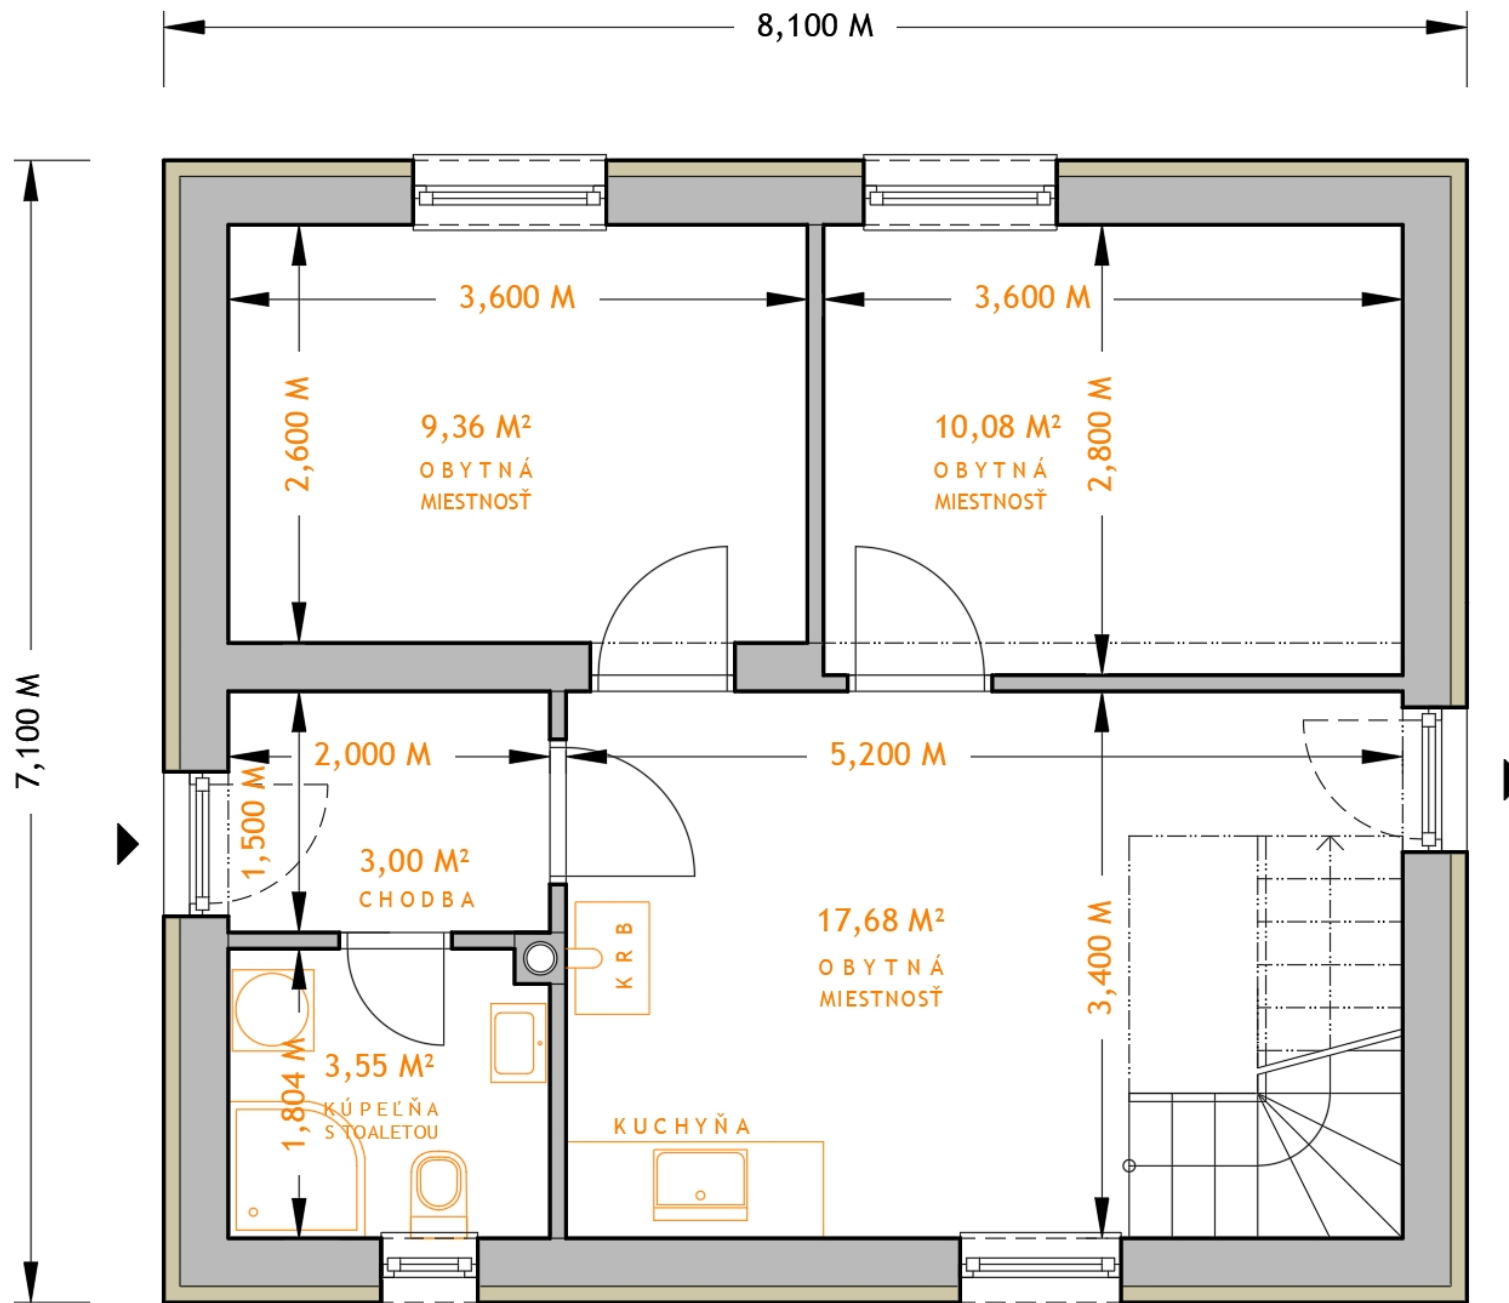 8,100 M
7,100 M
3,600 M
3,600 M
2,600 M
9,36 M²
OBYTNÁ
MIESTNOSŤ
10,08 M²
OBYTNÁ
MIESTNOSŤ
2,800 M
2,000 M
5,200 M
1,500 M
3,00 M²
CHODBA
KRB
17,68 M²
OBYTNÁ
MIESTNOSŤ
3,400 M
1,804 M
3,55 M²
KÚPEĽŇA
S TOALETOU
KUCHYŇA